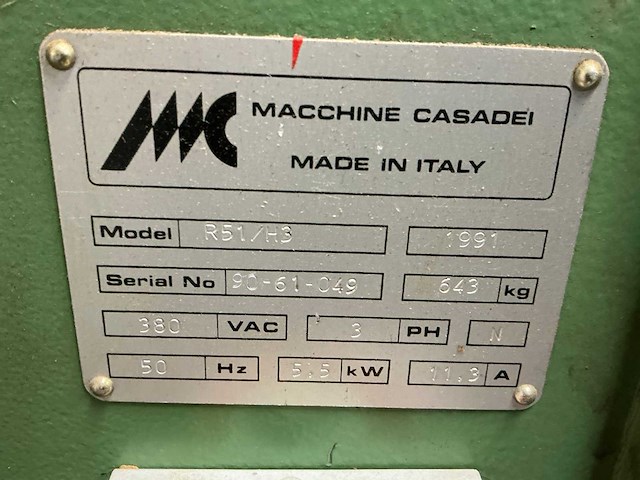 MC MACCHINE CASADEI
MADE IN ITALY
Model R51/H3 1991
Serial No 90-61-049 643 kg
380 VAC 3 PH N
50 Hz 5.5 kW 11.3 A